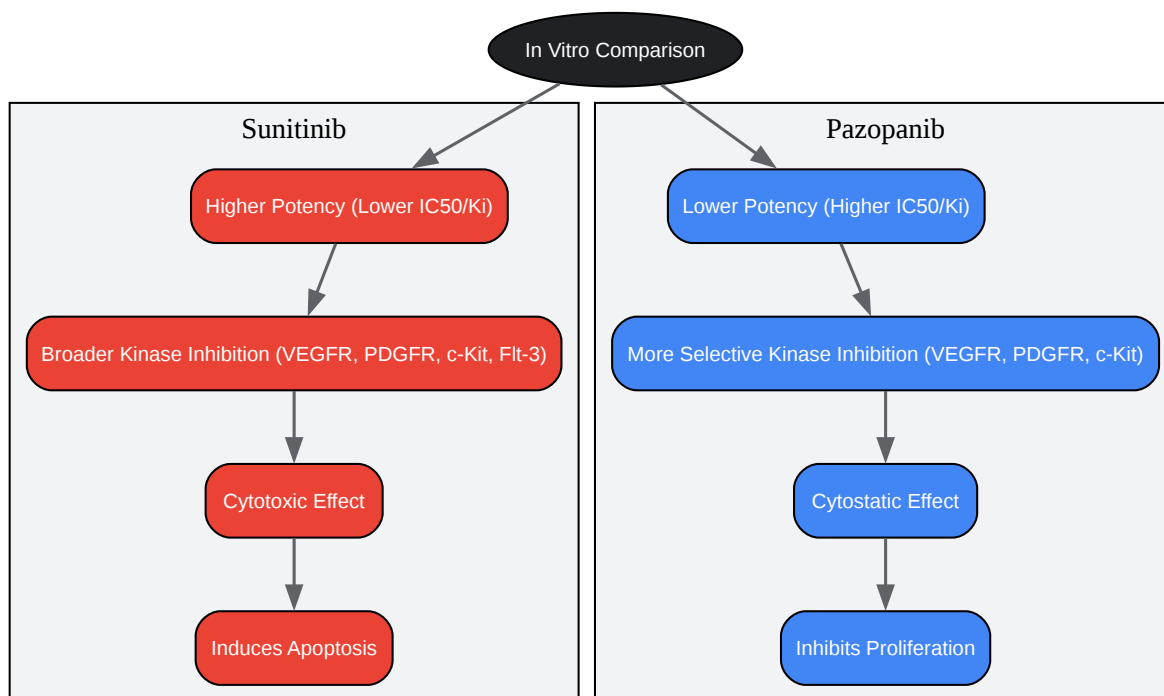 In Vitro Comparison
Sunitinib
Pazopanib
Higher Potency (Lower IC50/Ki)
Lower Potency (Higher IC50/Ki)
Broader Kinase Inhibition (VEGFR, PDGFR, c-Kit, Flt-3)
More Selective Kinase Inhibition (VEGFR, PDGFR, c-Kit)
Cytotoxic Effect
Cytostatic Effect
Induces Apoptosis
Inhibits Proliferation